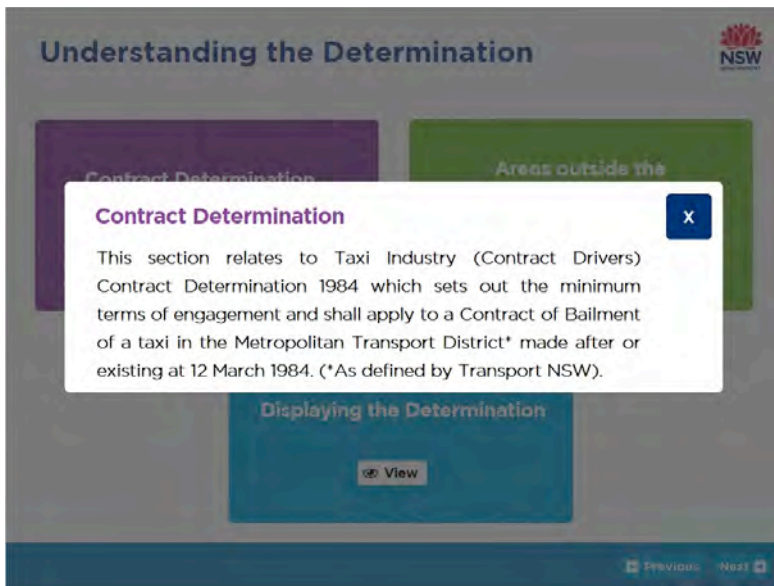 Understanding the Determination
NSW
Contract Determination
Areas outside the
Contract Determination
X
This section relates to Taxi Industry (Contract Drivers)
Contract Determination 1984 which sets out the minimum
terms of engagement and shall apply to a Contract of Bailment
of a taxi in the Metropolitan Transport District* made after or
existing at 12 March 1984. (*As defined by Transport NSW).
Displaying the Determination
View
Previous Next